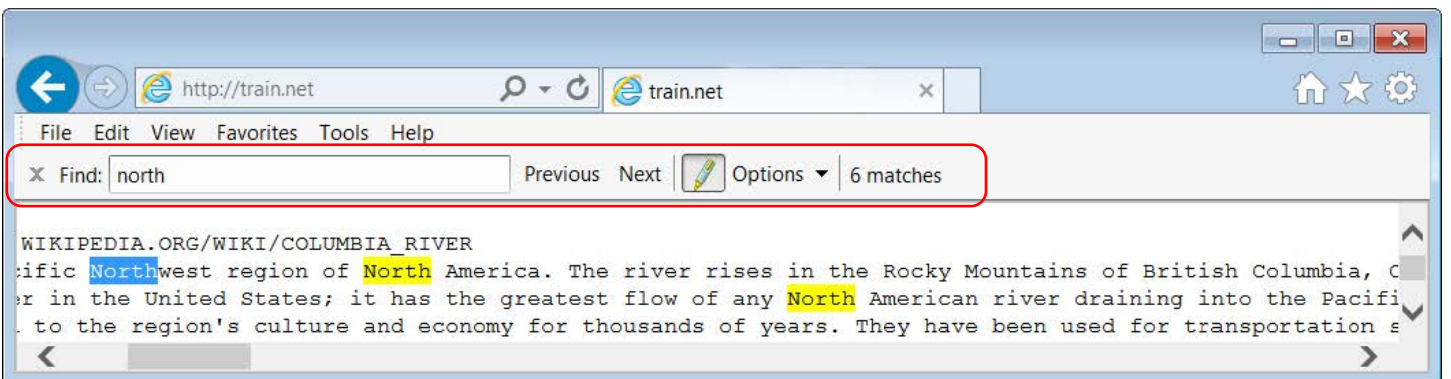 http://train.net train.net
File Edit View Favorites Tools Help
x Find: north Previous Next Options 6 matches
WIKIPEDIA.ORG/WIKI/COLUMBIA_RIVER
ific Northwest region of North America. The river rises in the Rocky Mountains of British Columbia, C
er in the United States; it has the greatest flow of any North American river draining into the Pacifi
to the region's culture and economy for thousands of years. They have been used for transportation s